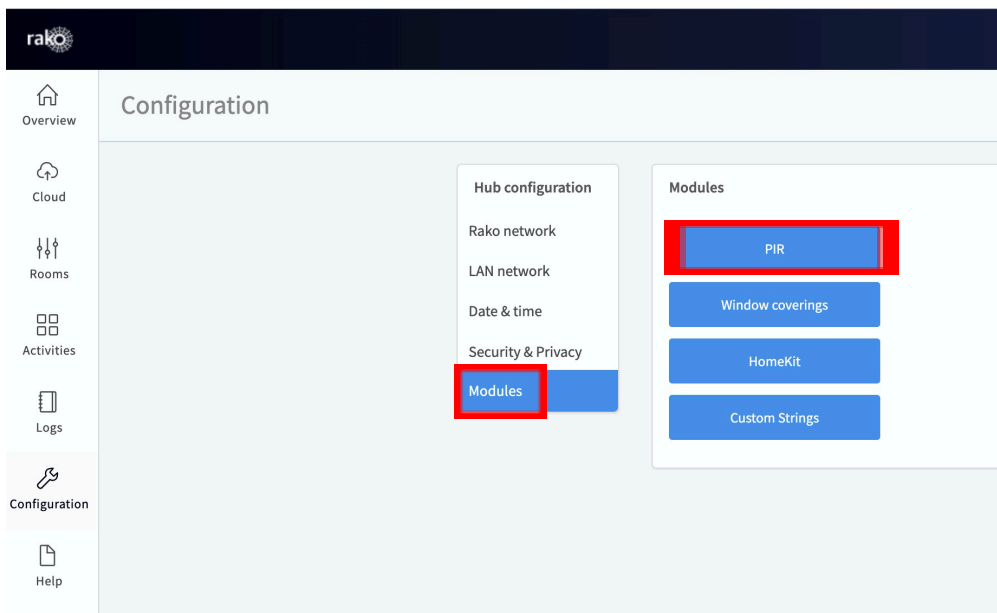 rako
Overview
Cloud
Rooms
Activities
Logs
Configuration
Help
Configuration
Hub configuration
Rako network
LAN network
Date & time
Security & Privacy
Modules
Modules
PIR
Window coverings
HomeKit
Custom Strings